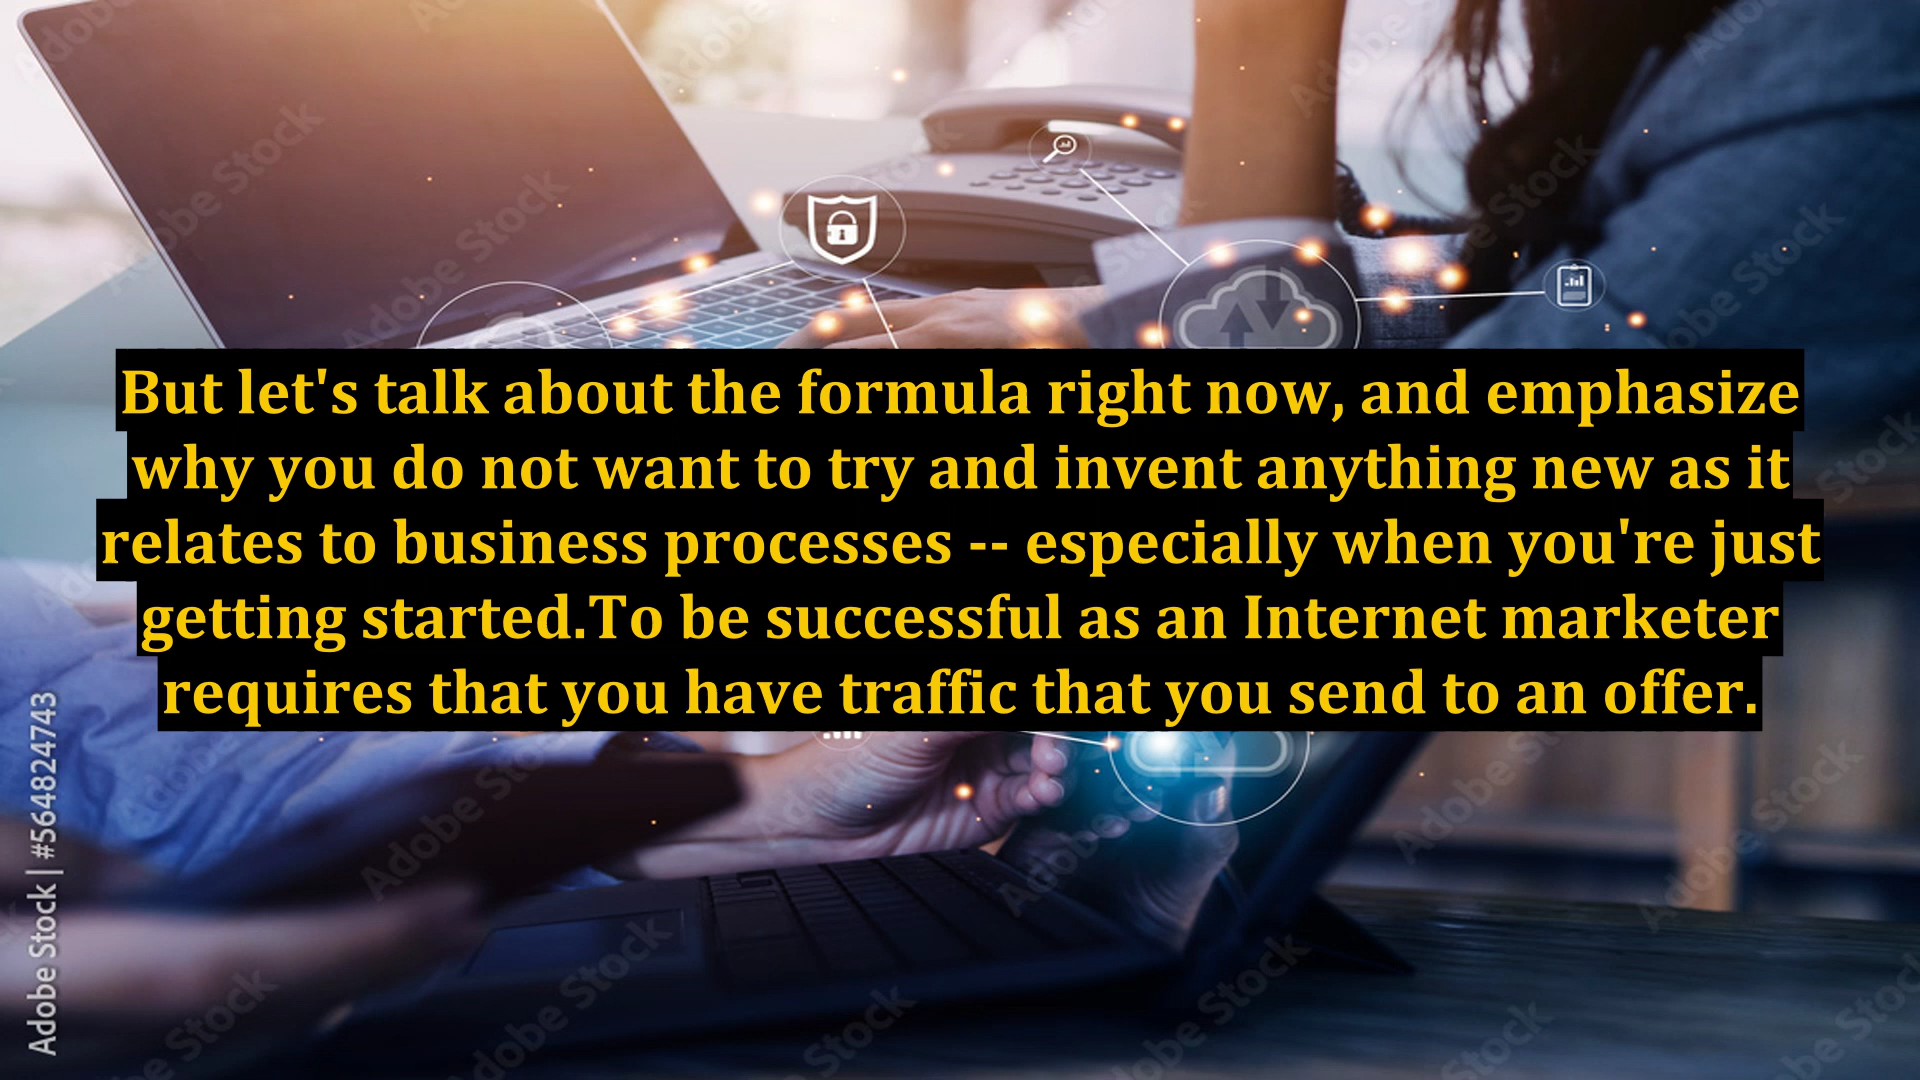 But let's talk about the formula right now, and emphasize
why you do not want to try and invent anything new as it
relates to business processes -- especially when you're just
getting started.To be successful as an Internet marketer
requires that you have traffic that you send to an offer.
Adobe Stock | #564824743